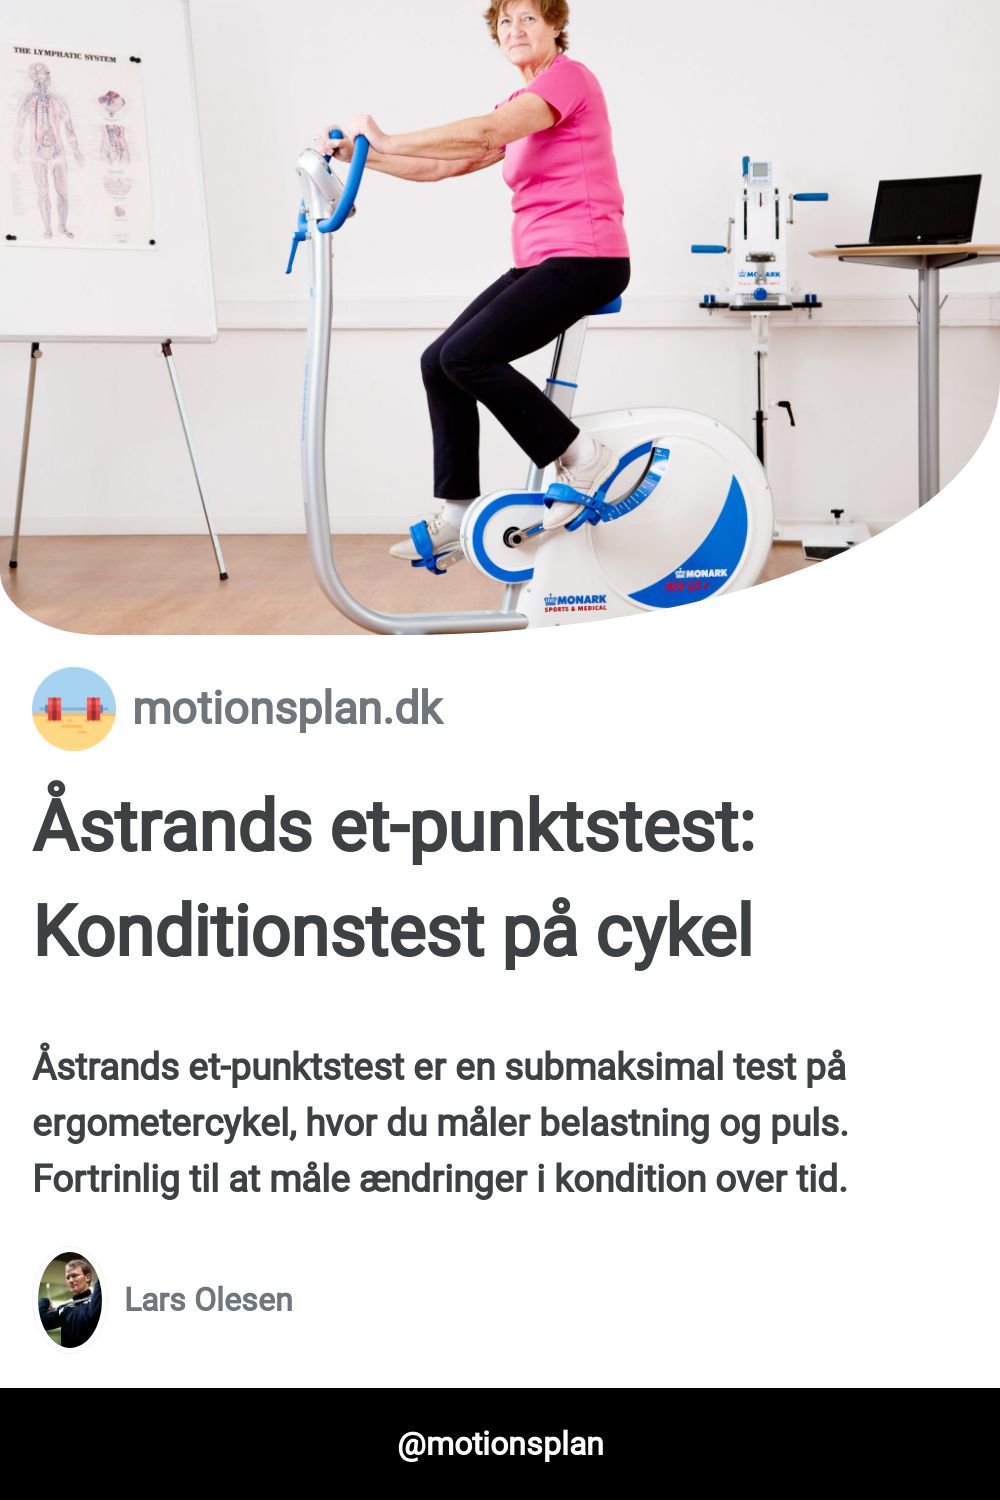 THE LYMPHATIC SYSTEM
MONARK
MONARK
MONARK
SPORTS & MEDICAL
motionsplan.dk
Åstrands et-punktstest:
Konditionstest på cykel
Åstrands et-punktstest er en submaksimal test på
ergometercykel, hvor du måler belastning og puls.
Fortrinlig til at måle ændringer i kondition over tid.
Lars Olesen
@motionsplan